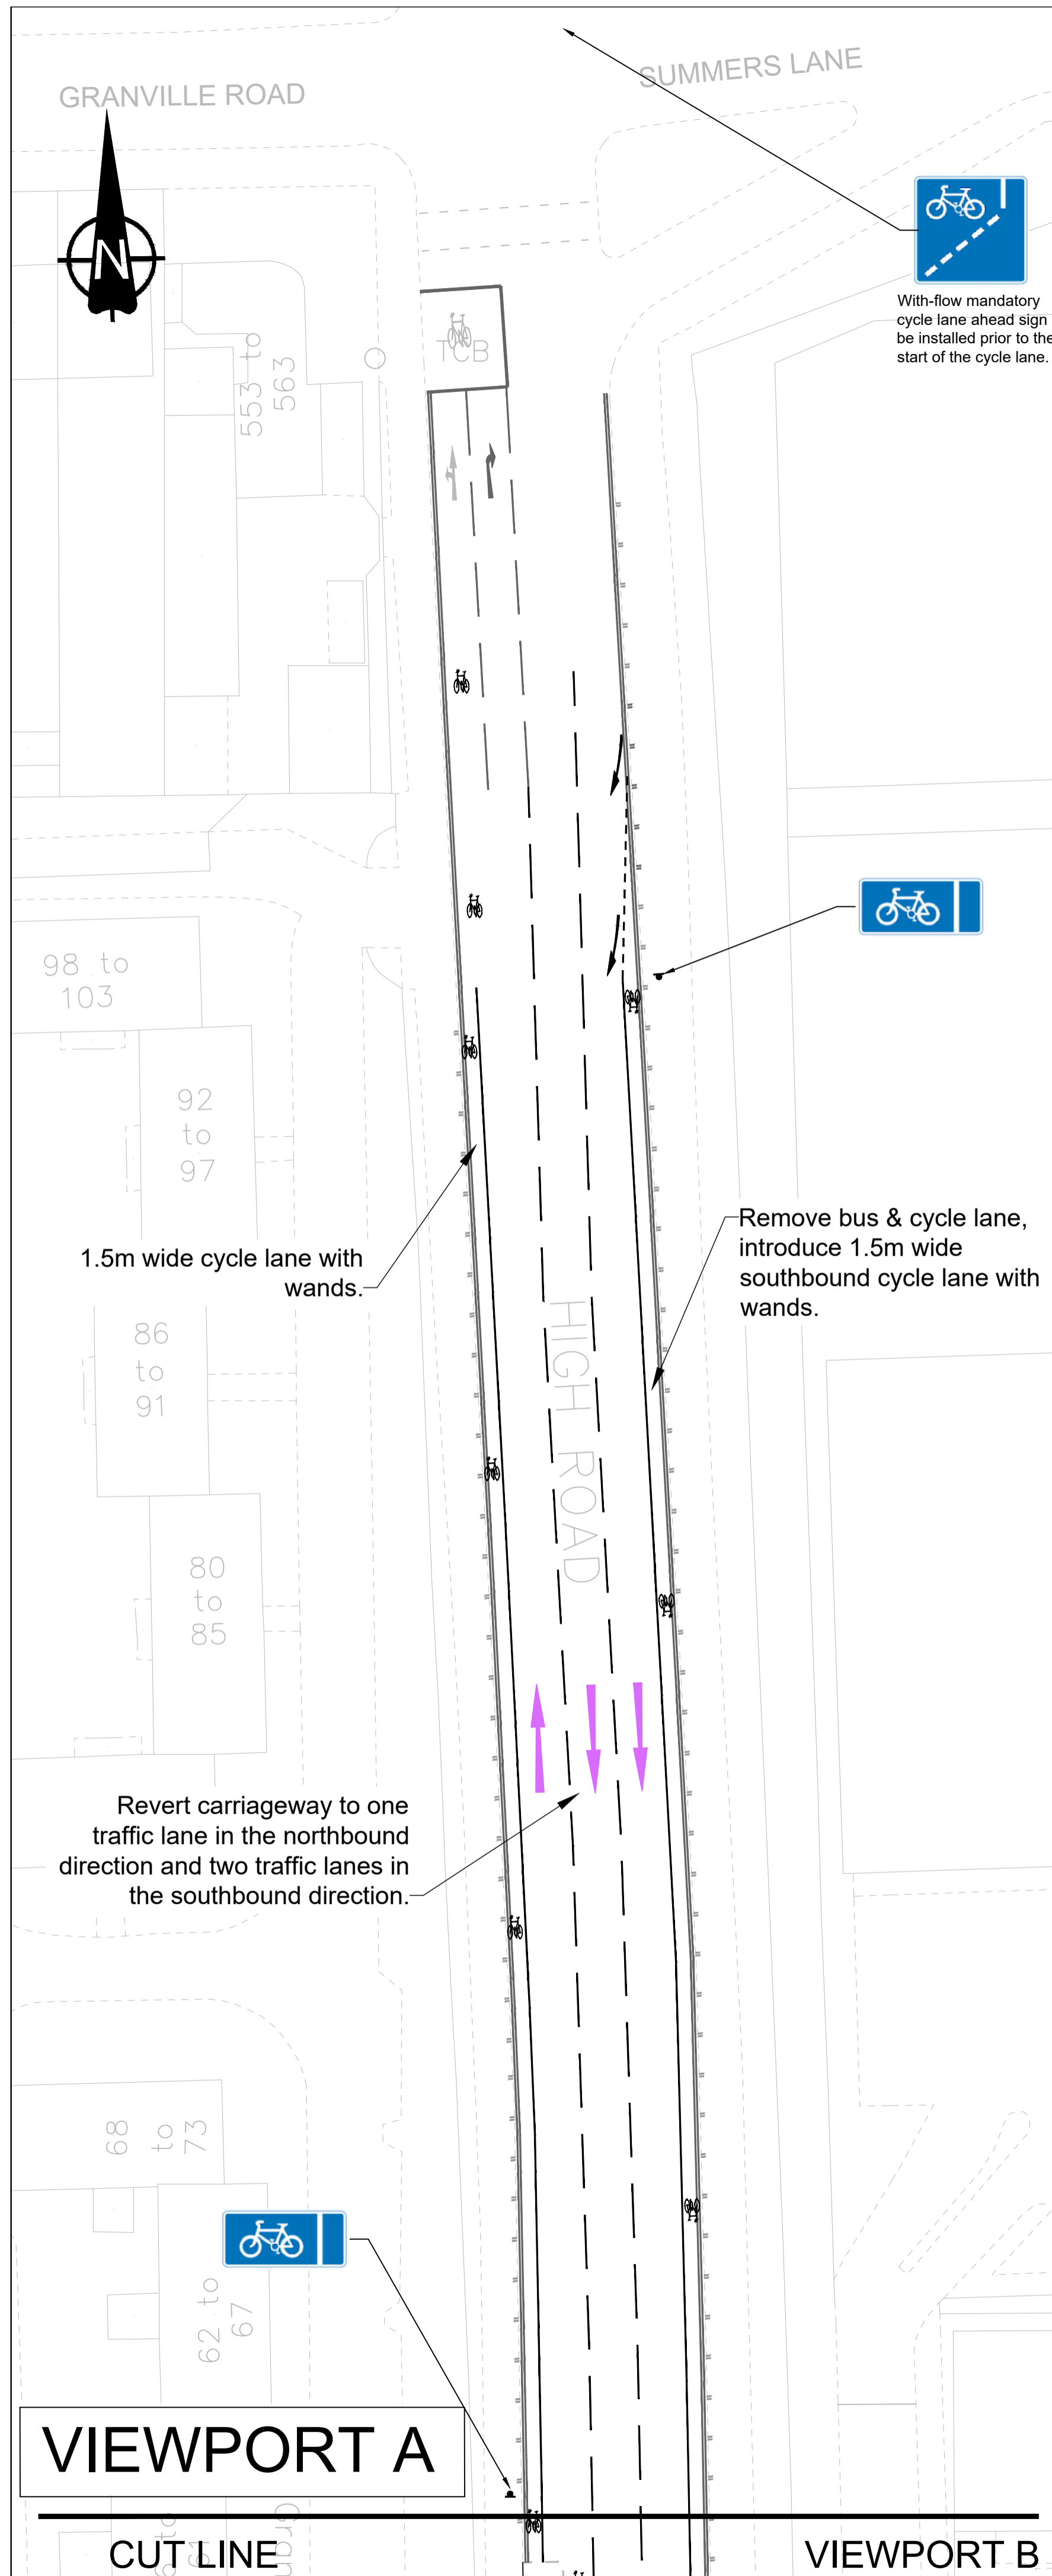 GRANVILLE ROAD
SUMMERS LANE
N
With-flow mandatory
cycle lane ahead sign
be installed prior to the
start of the cycle lane.
TCB
553 to
563
98 to
103
92
to
97
1.5m wide cycle lane with
wands.
Remove bus & cycle lane,
introduce 1.5m wide
southbound cycle lane with
wands.
86
to
91
HIGH ROAD
80
to
85
Revert carriageway to one
traffic lane in the northbound
direction and two traffic lanes in
the southbound direction.
68
to
73
62 to
67
VIEWPORT A
CUT LINE
VIEWPORT B